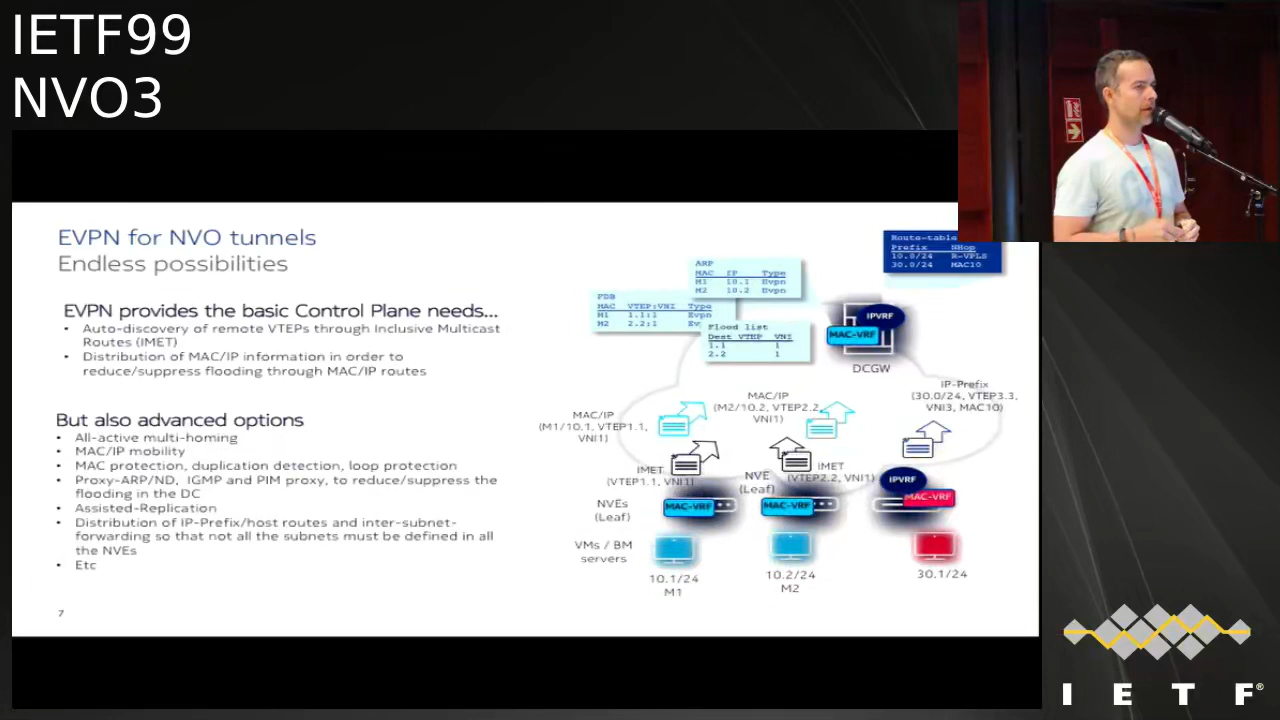 IETF99
NVO3
EVPN for NVO tunnels
Endless possibilities
EVPN provides the basic Control Plane needs...
• Auto-discovery of remote VTEPs through Inclusive Multicast
Routes (IMET)
• Distribution of MAC/IP information in order to
reduce/suppress flooding through MAC/IP routes
But also advanced options
• All-active multi-homing
• MAC/IP mobility
• MAC protection, duplication detection, loop protection
• Proxy-ARP/ND, IGMP and PIM proxy, to reduce/suppress the
flooding in the DC
• Assisted-Replication
• Distribution of IP-Prefix/host routes and inter-subnet-
forwarding so that not all the subnets must be defined in all
the NVEs
• Etc
7
Route-table
Prefix NHop
10.0/24 R-VPLS
30.0/24 MAC10
ARP
MAC IP Type
M1 10.1 Evpn
M2 10.2 Evpn
FDB
MAC VTEP:VNI Type
M1 1.1:1 Evpn
M2 2.2:1 Ev
Flood list
Dest VTEP VNI
1.1 1
2.2 1
IPVRF
MAC-VRF
DCGW
MAC/IP
(M1/10.1, VTEP1.1,
VNI1)
MAC/IP
(M2/10.2, VTEP2.2,
VNI1)
IP-Prefix
(30.0/24, VTEP3.3,
VNI3, MAC10)
IMET
(VTEP1.1, VNI1)
NVE
(Leaf)
IMET
(VTEP2.2, VNI1)
IPVRF
MAC-VRF
NVEs
(Leaf)
MAC-VRF
MAC-VRF
VMs / BM
servers
10.1/24
M1
10.2/24
M2
30.1/24
I E T F®